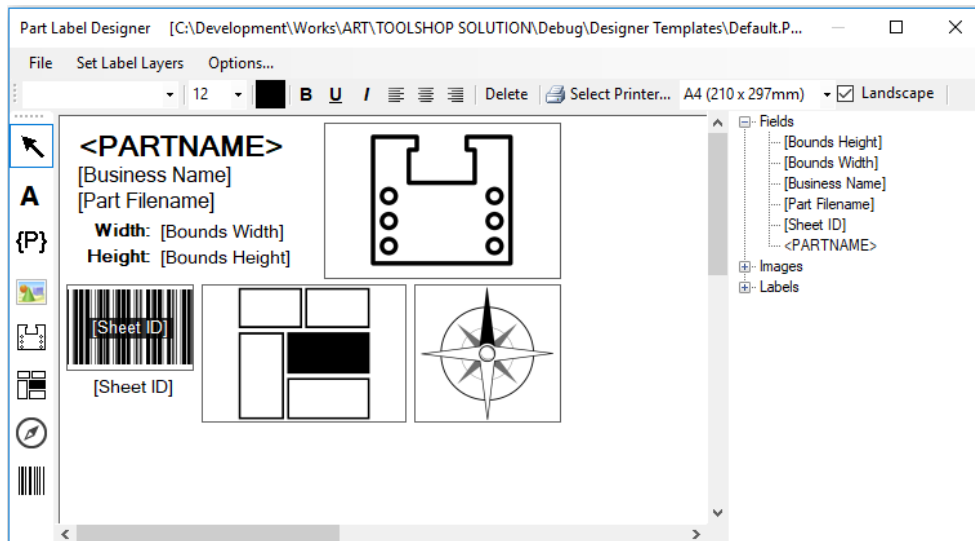 Part Label Designer [C:\Development\Works\ART\TOOLSHOP SOLUTION\Debug\Designer Templates\Default.P...
File Set Label Layers Options...
12 B U I Delete Select Printer... A4 (210 x 297mm) Landscape
<PARTNAME>
[Business Name]
[Part Filename]
Width: [Bounds Width]
Height: [Bounds Height]
[Sheet ID]
[Sheet ID]
A
{P}
Fields
[Bounds Height]
[Bounds Width]
[Business Name]
[Part Filename]
[Sheet ID]
<PARTNAME>
Images
Labels